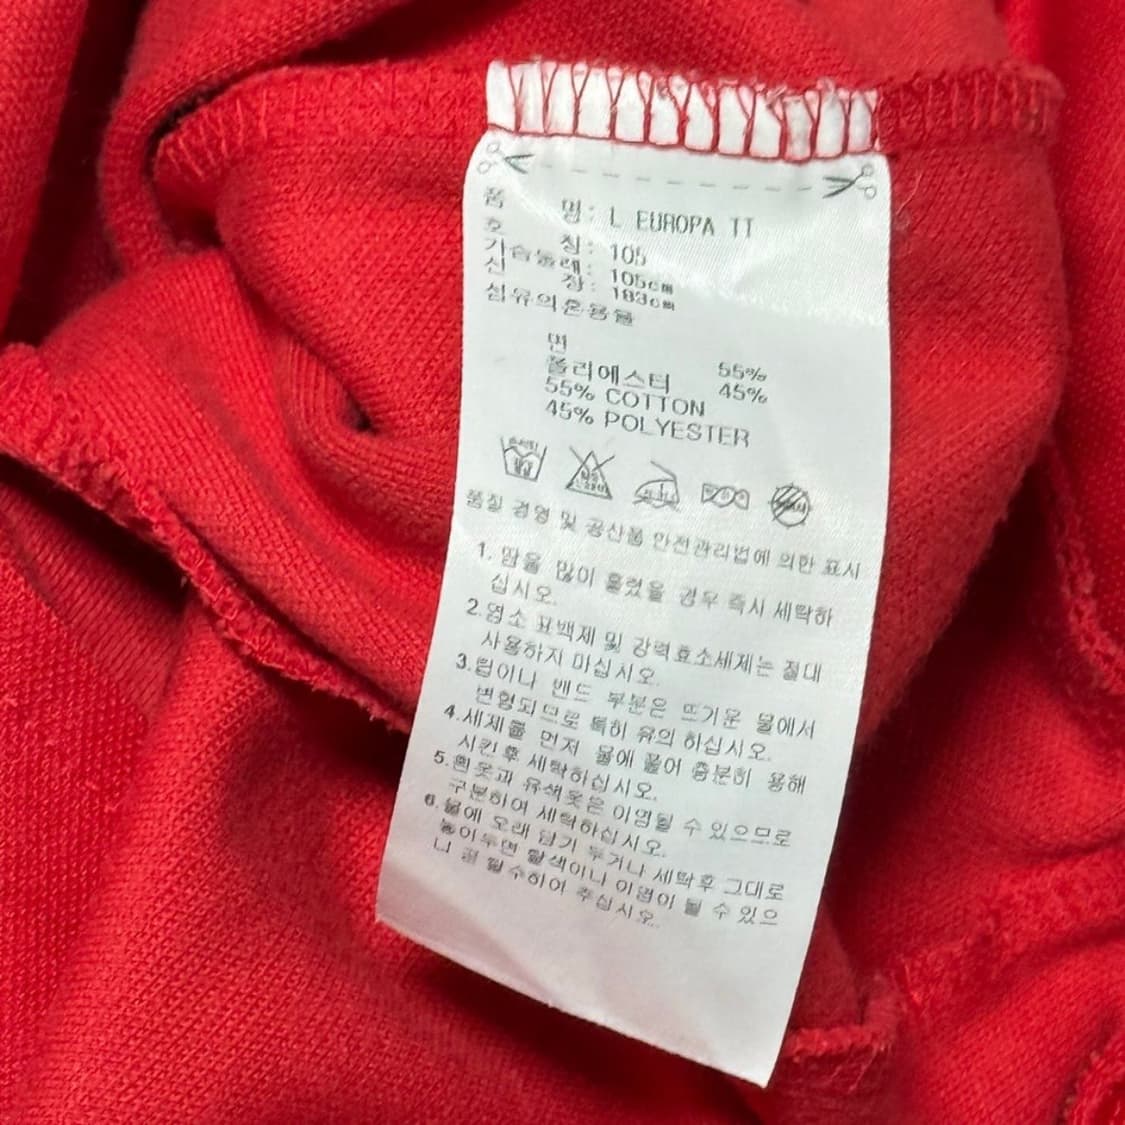 품 명: L EUROPA TT
호 칭: 105
가슴둘레: 105cm
신 장: 183cm
섬유의혼용율
면 55%
폴리에스터 45%
55% COTTON
45% POLYESTER
품질 경영 및 공산품 안전관리법에 의한 표시
1. 땀을 많이 흘렸을 경우 즉시 세탁하
십시오.
2.염소 표백제 및 강력효소세제는 절대
사용하지 마십시오.
3.립이나 밴드 부분은 뜨거운 물에서
변형되므로 특히 유의 하십시오.
4.세제를 먼저 물에 풀어 충분히 용해
시킨후 세탁하십시오.
5.흰옷과 유색옷은 이염될 수 있으므로
구분하여 세탁하십시오.
6.물에 오래 담가 두거나 세탁후 그대로
놓아두면 탈색이나 이염이 될 수 있으
니 필수하여 주십시오.